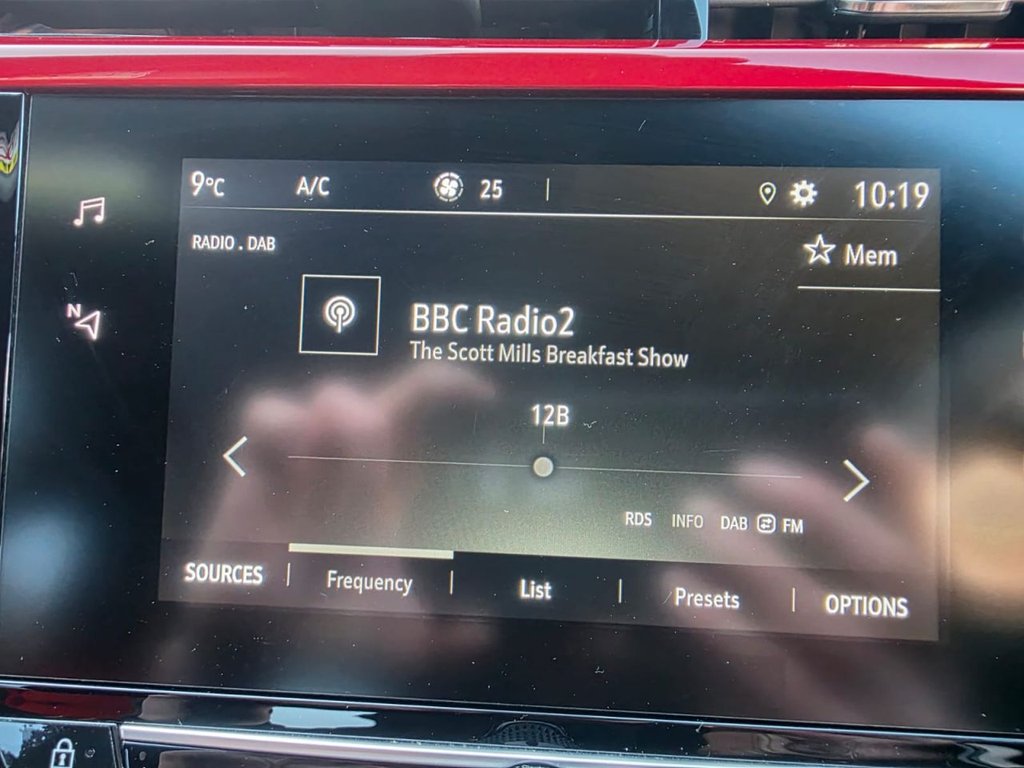 9°C A/C 25 10:19
RADIO . DAB
Mem
N
BBC Radio2
The Scott Mills Breakfast Show
12B
RDS INFO DAB FM
SOURCES Frequency List Presets OPTIONS